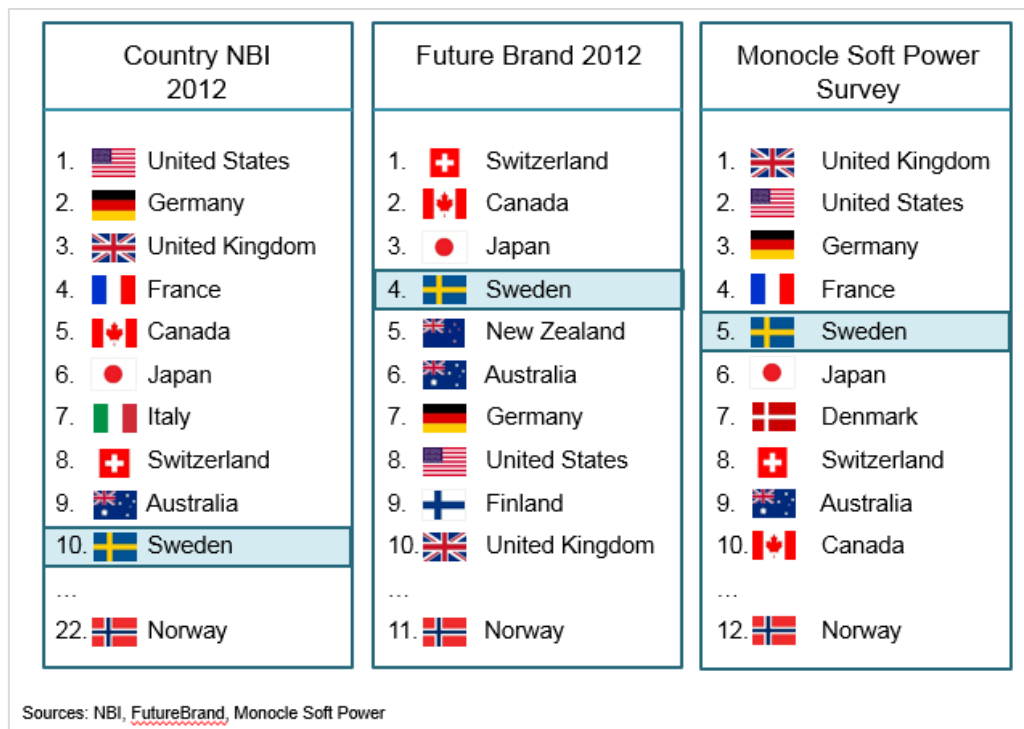 Country NBI
2012
1. United States
2. Germany
3. United Kingdom
4. France
5. Canada
6. Japan
7. Italy
8. Switzerland
9. Australia
10. Sweden
...
22. Norway
Future Brand 2012
1. Switzerland
2. Canada
3. Japan
4. Sweden
5. New Zealand
6. Australia
7. Germany
8. United States
9. Finland
10. United Kingdom
...
11. Norway
Monocle Soft Power
Survey
1. United Kingdom
2. United States
3. Germany
4. France
5. Sweden
6. Japan
7. Denmark
8. Switzerland
9. Australia
10. Canada
...
12. Norway
Sources: NBI, FutureBrand, Monocle Soft Power